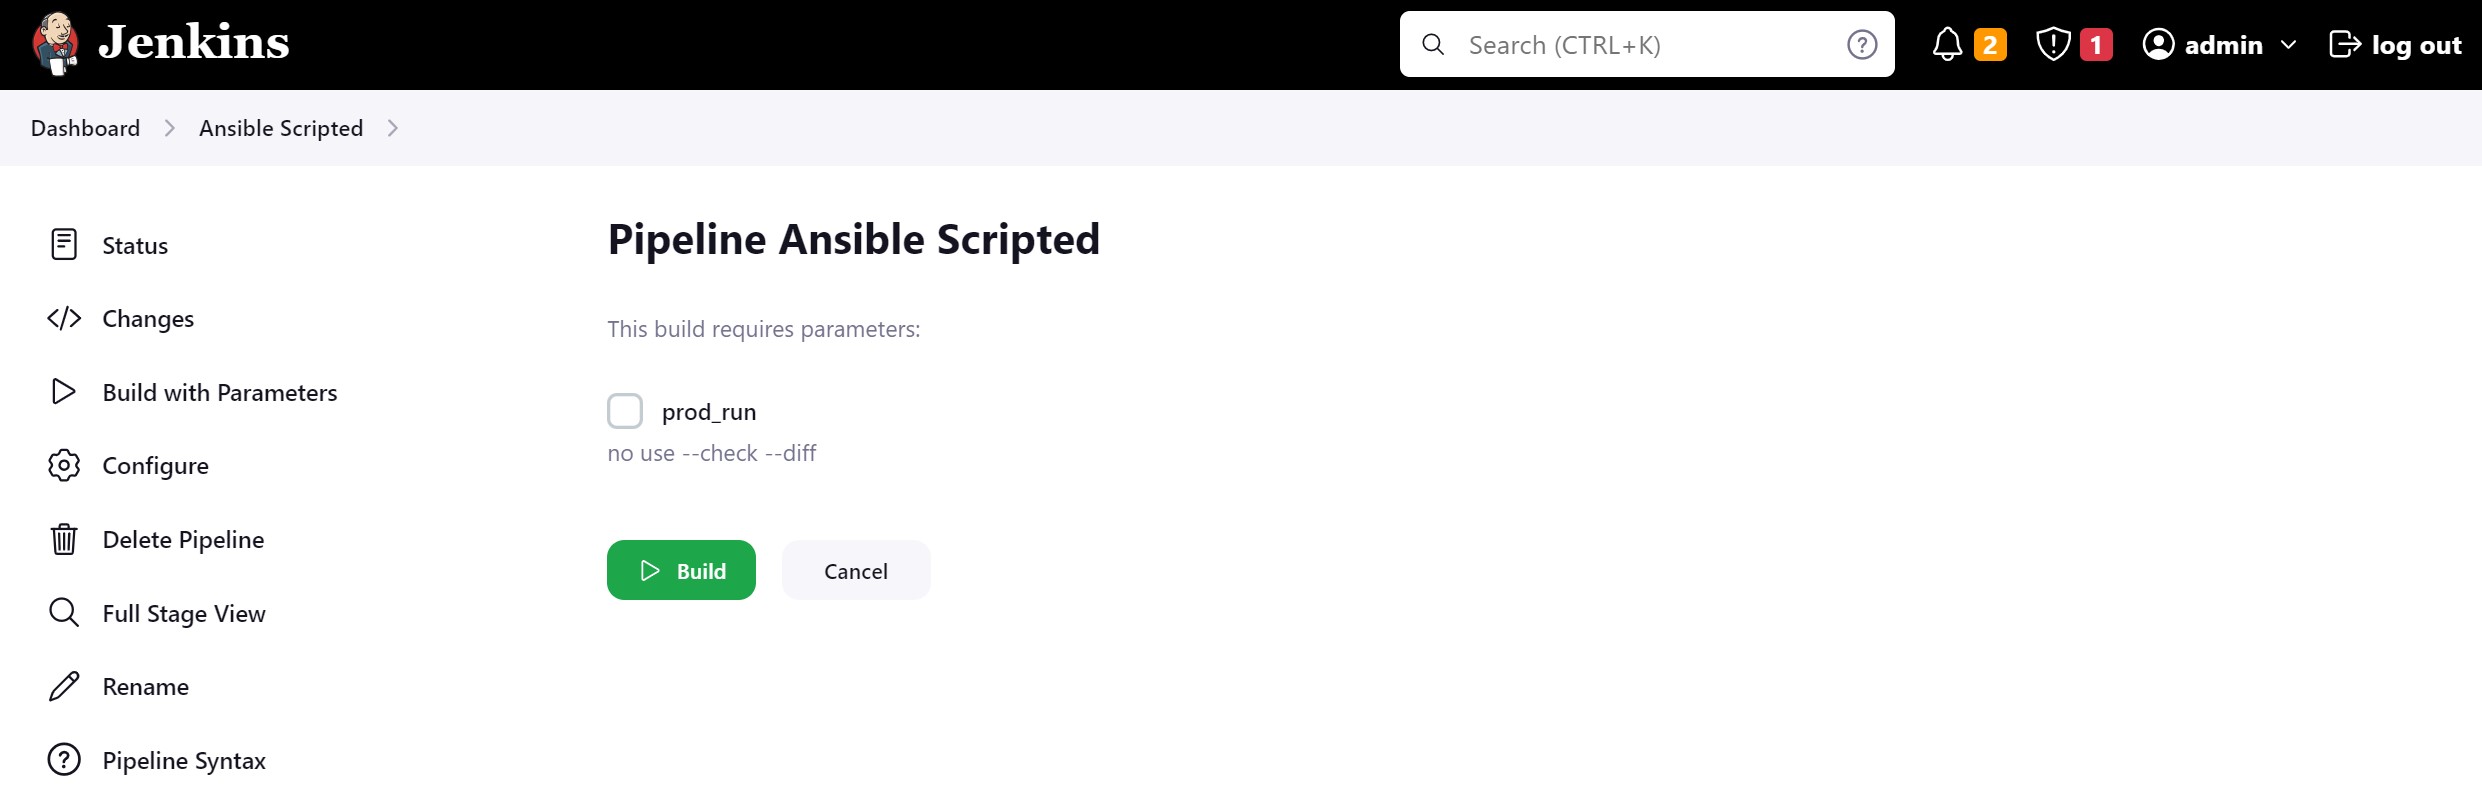 Jenkins
Search (CTRL+K)
2
1
admin
log out
Dashboard
Ansible Scripted
Status
Changes
Build with Parameters
Configure
Delete Pipeline
Full Stage View
Rename
Pipeline Syntax
Pipeline Ansible Scripted
This build requires parameters:
prod_run
no use --check --diff
Build
Cancel